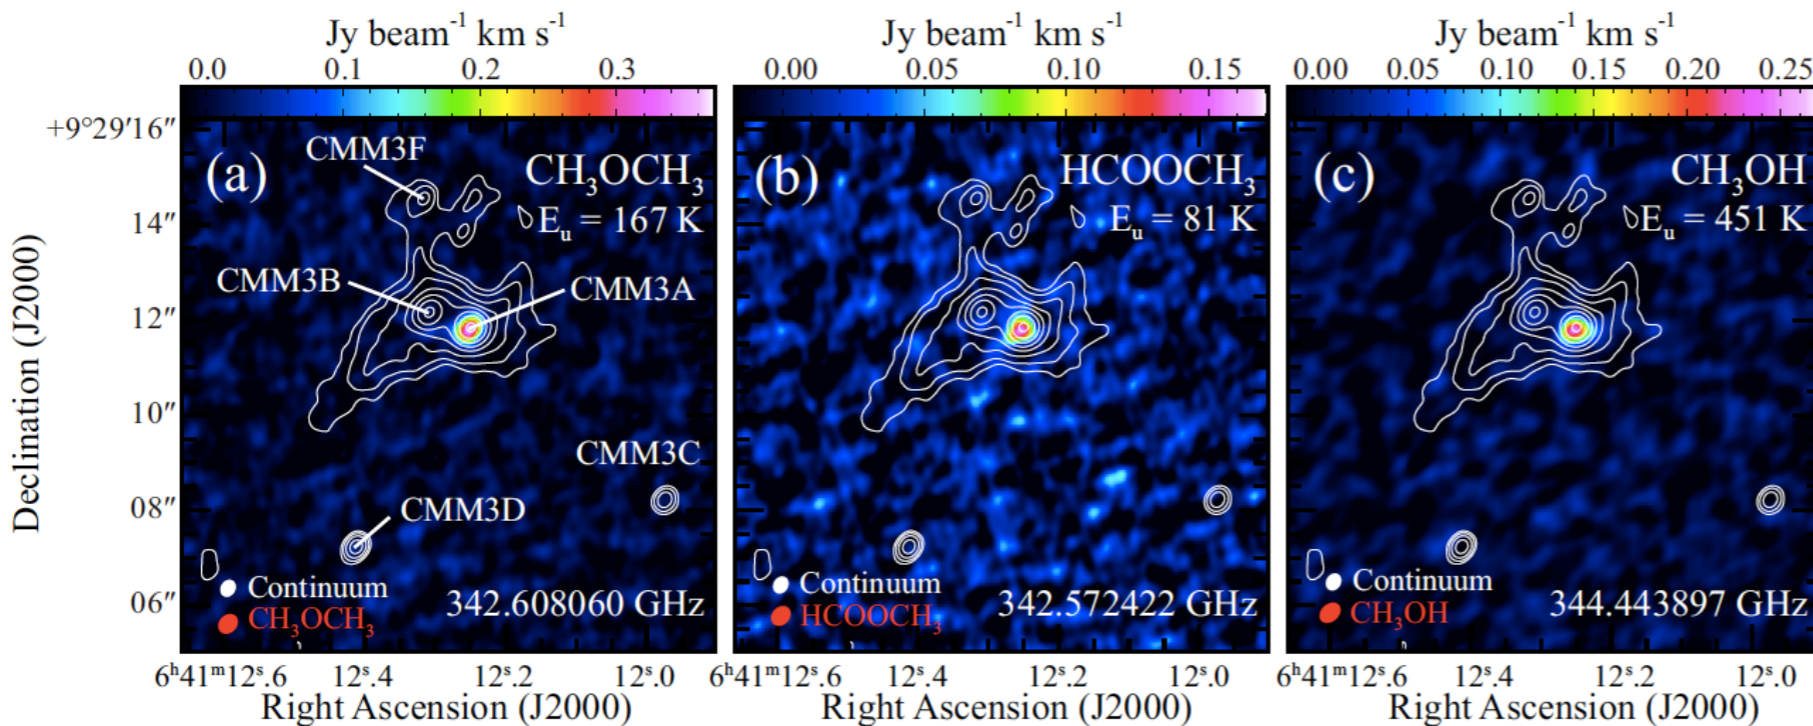 Jy beam⁻¹ km s⁻¹
0.0 0.1 0.2 0.3
+9°29′16″
14″
12″
10″
08″
06″
Declination (J2000)
(a)
CMM3F
CH₃OCH₃
Eᵤ = 167 K
CMM3B
CMM3A
CMM3C
CMM3D
Continuum
CH₃OCH₃
342.608060 GHz
6ʰ41ᵐ12ˢ.6 12ˢ.4 12ˢ.2 12ˢ.0
Right Ascension (J2000)
Jy beam⁻¹ km s⁻¹
0.00 0.05 0.10 0.15
(b)
HCOOCH₃
Eᵤ = 81 K
Continuum
HCOOCH₃
342.572422 GHz
6ʰ41ᵐ12ˢ.6 12ˢ.4 12ˢ.2 12ˢ.0
Right Ascension (J2000)
Jy beam⁻¹ km s⁻¹
0.00 0.05 0.10 0.15 0.20 0.25
(c)
CH₃OH
Eᵤ = 451 K
Continuum
CH₃OH
344.443897 GHz
6ʰ41ᵐ12ˢ.6 12ˢ.4 12ˢ.2 12ˢ.0
Right Ascension (J2000)